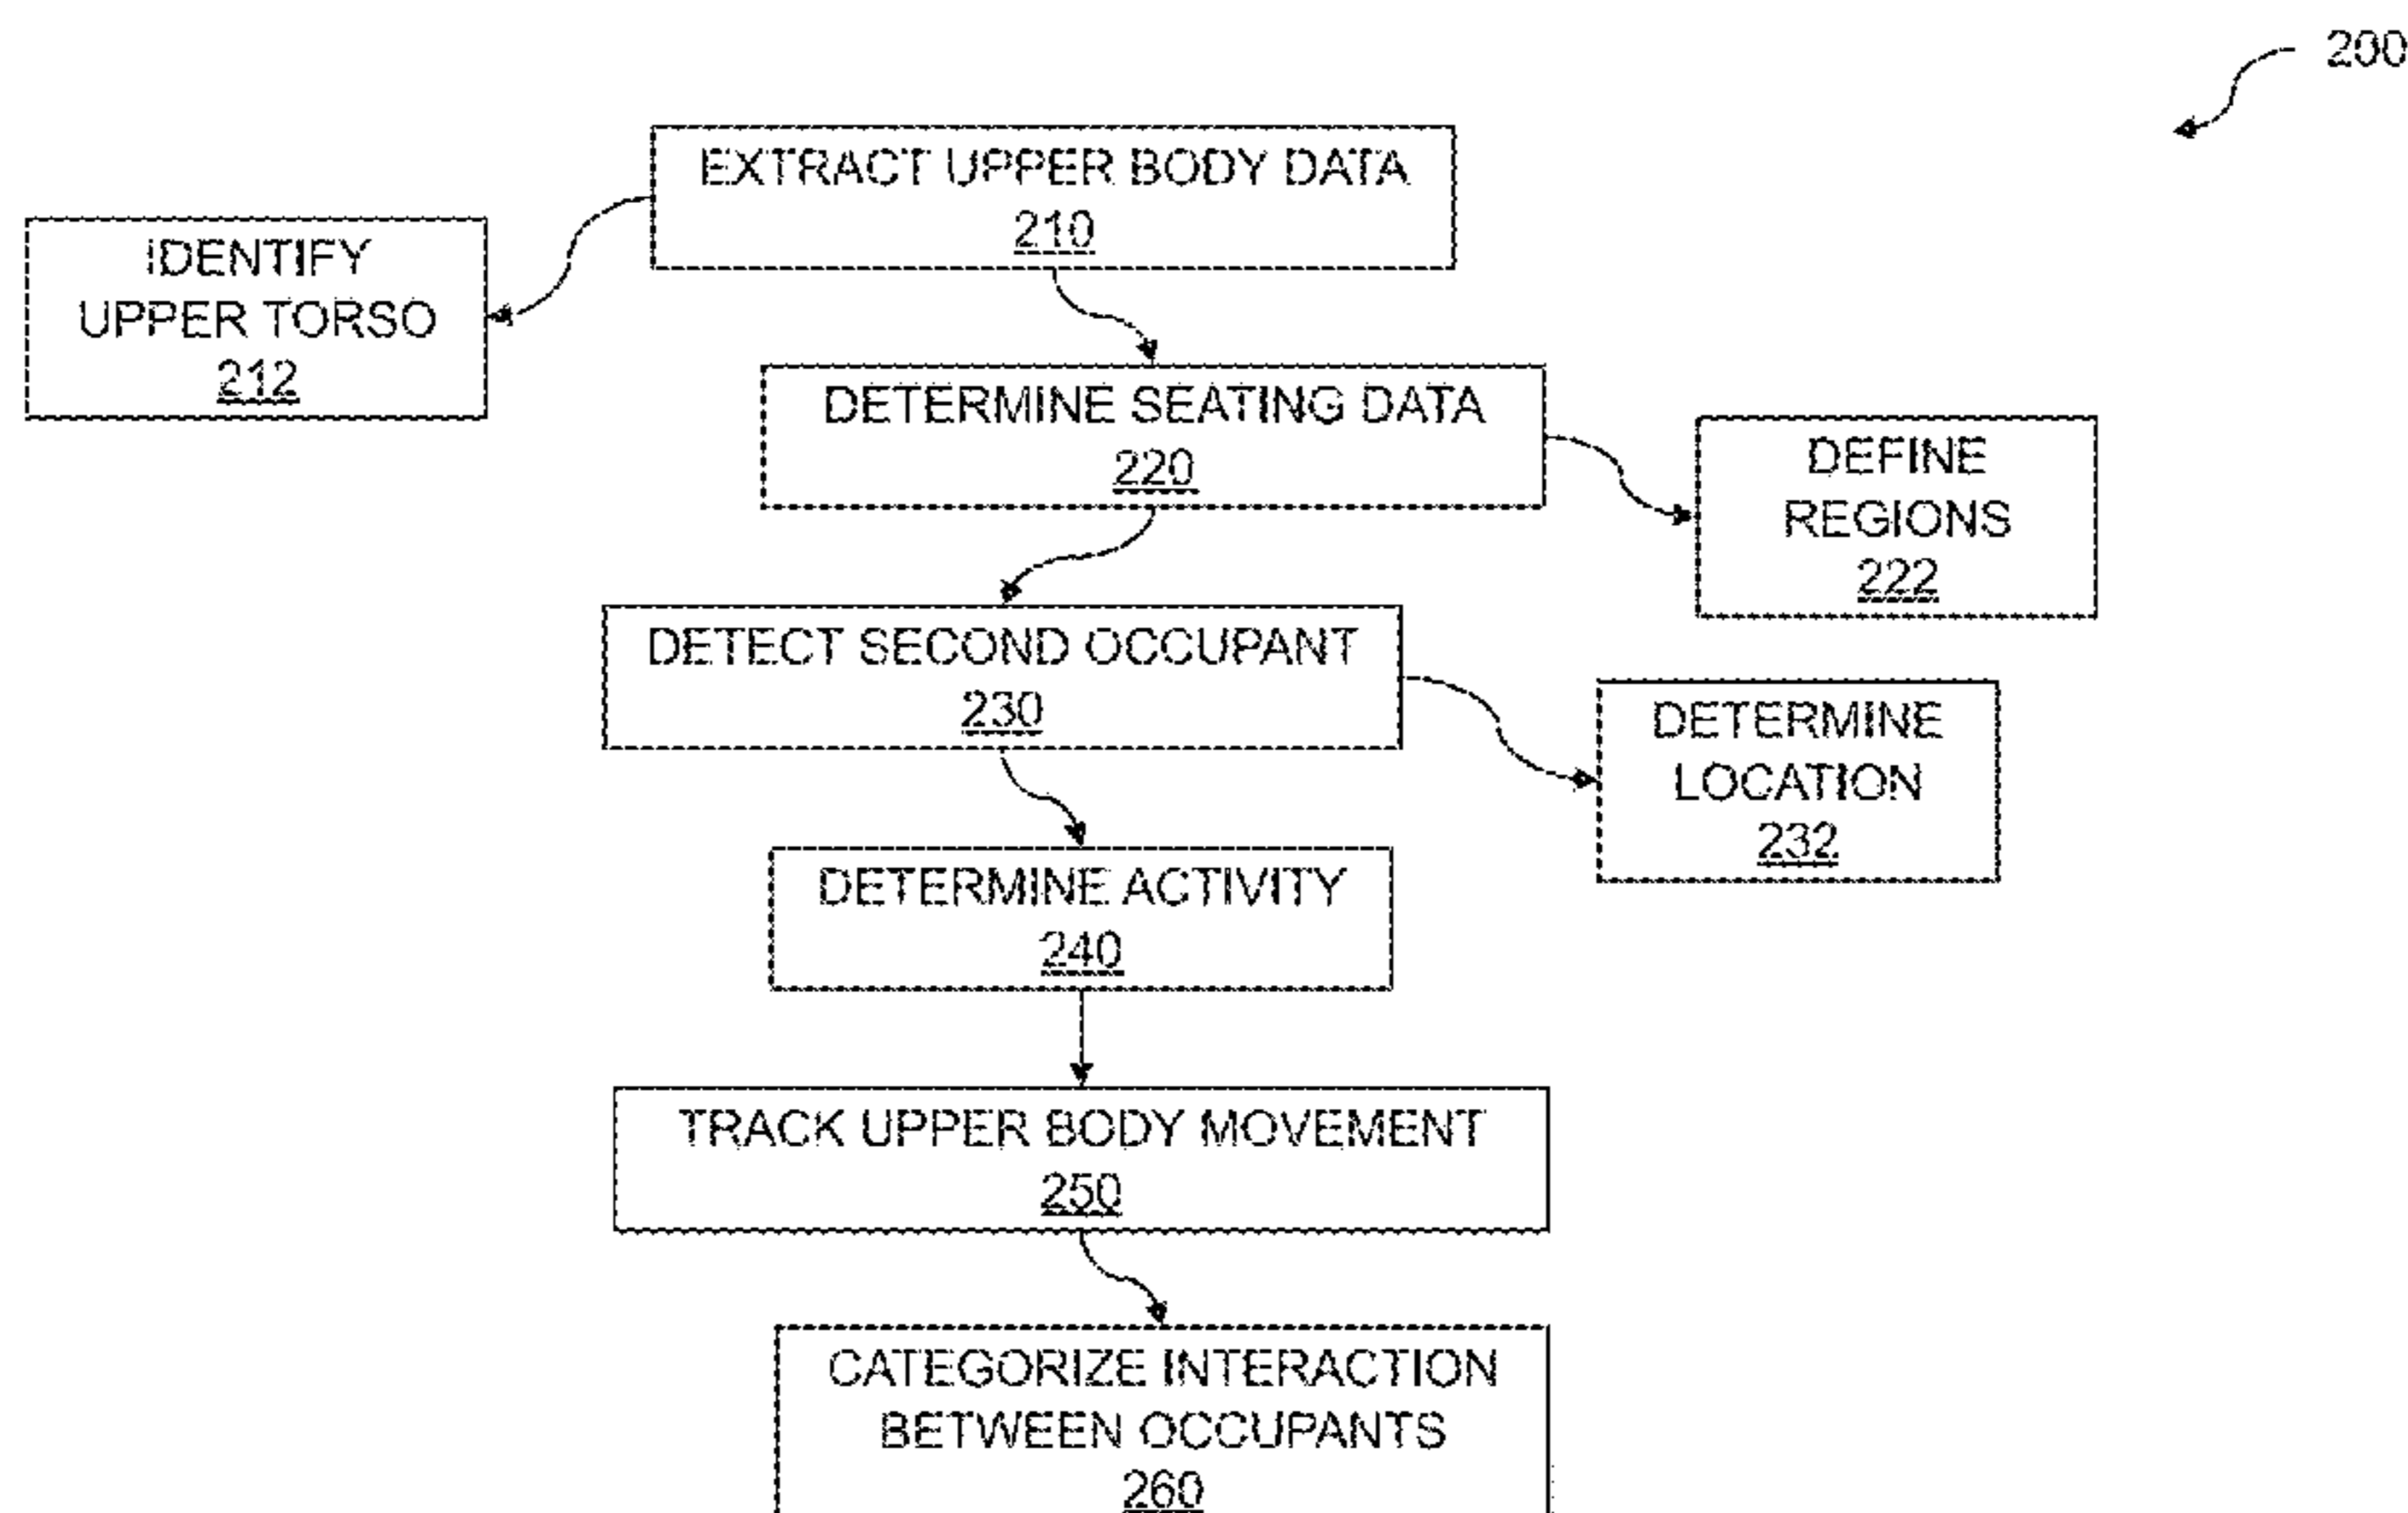 200
EXTRACT UPPER BODY DATA
210
IDENTIFY
UPPER TORSO
212
DETERMINE SEATING DATA
220
DEFINE
REGIONS
222
DETECT SECOND OCCUPANT
230
DETERMINE
LOCATION
232
DETERMINE ACTIVITY
240
TRACK UPPER BODY MOVEMENT
250
CATEGORIZE INTERACTION
BETWEEN OCCUPANTS
260